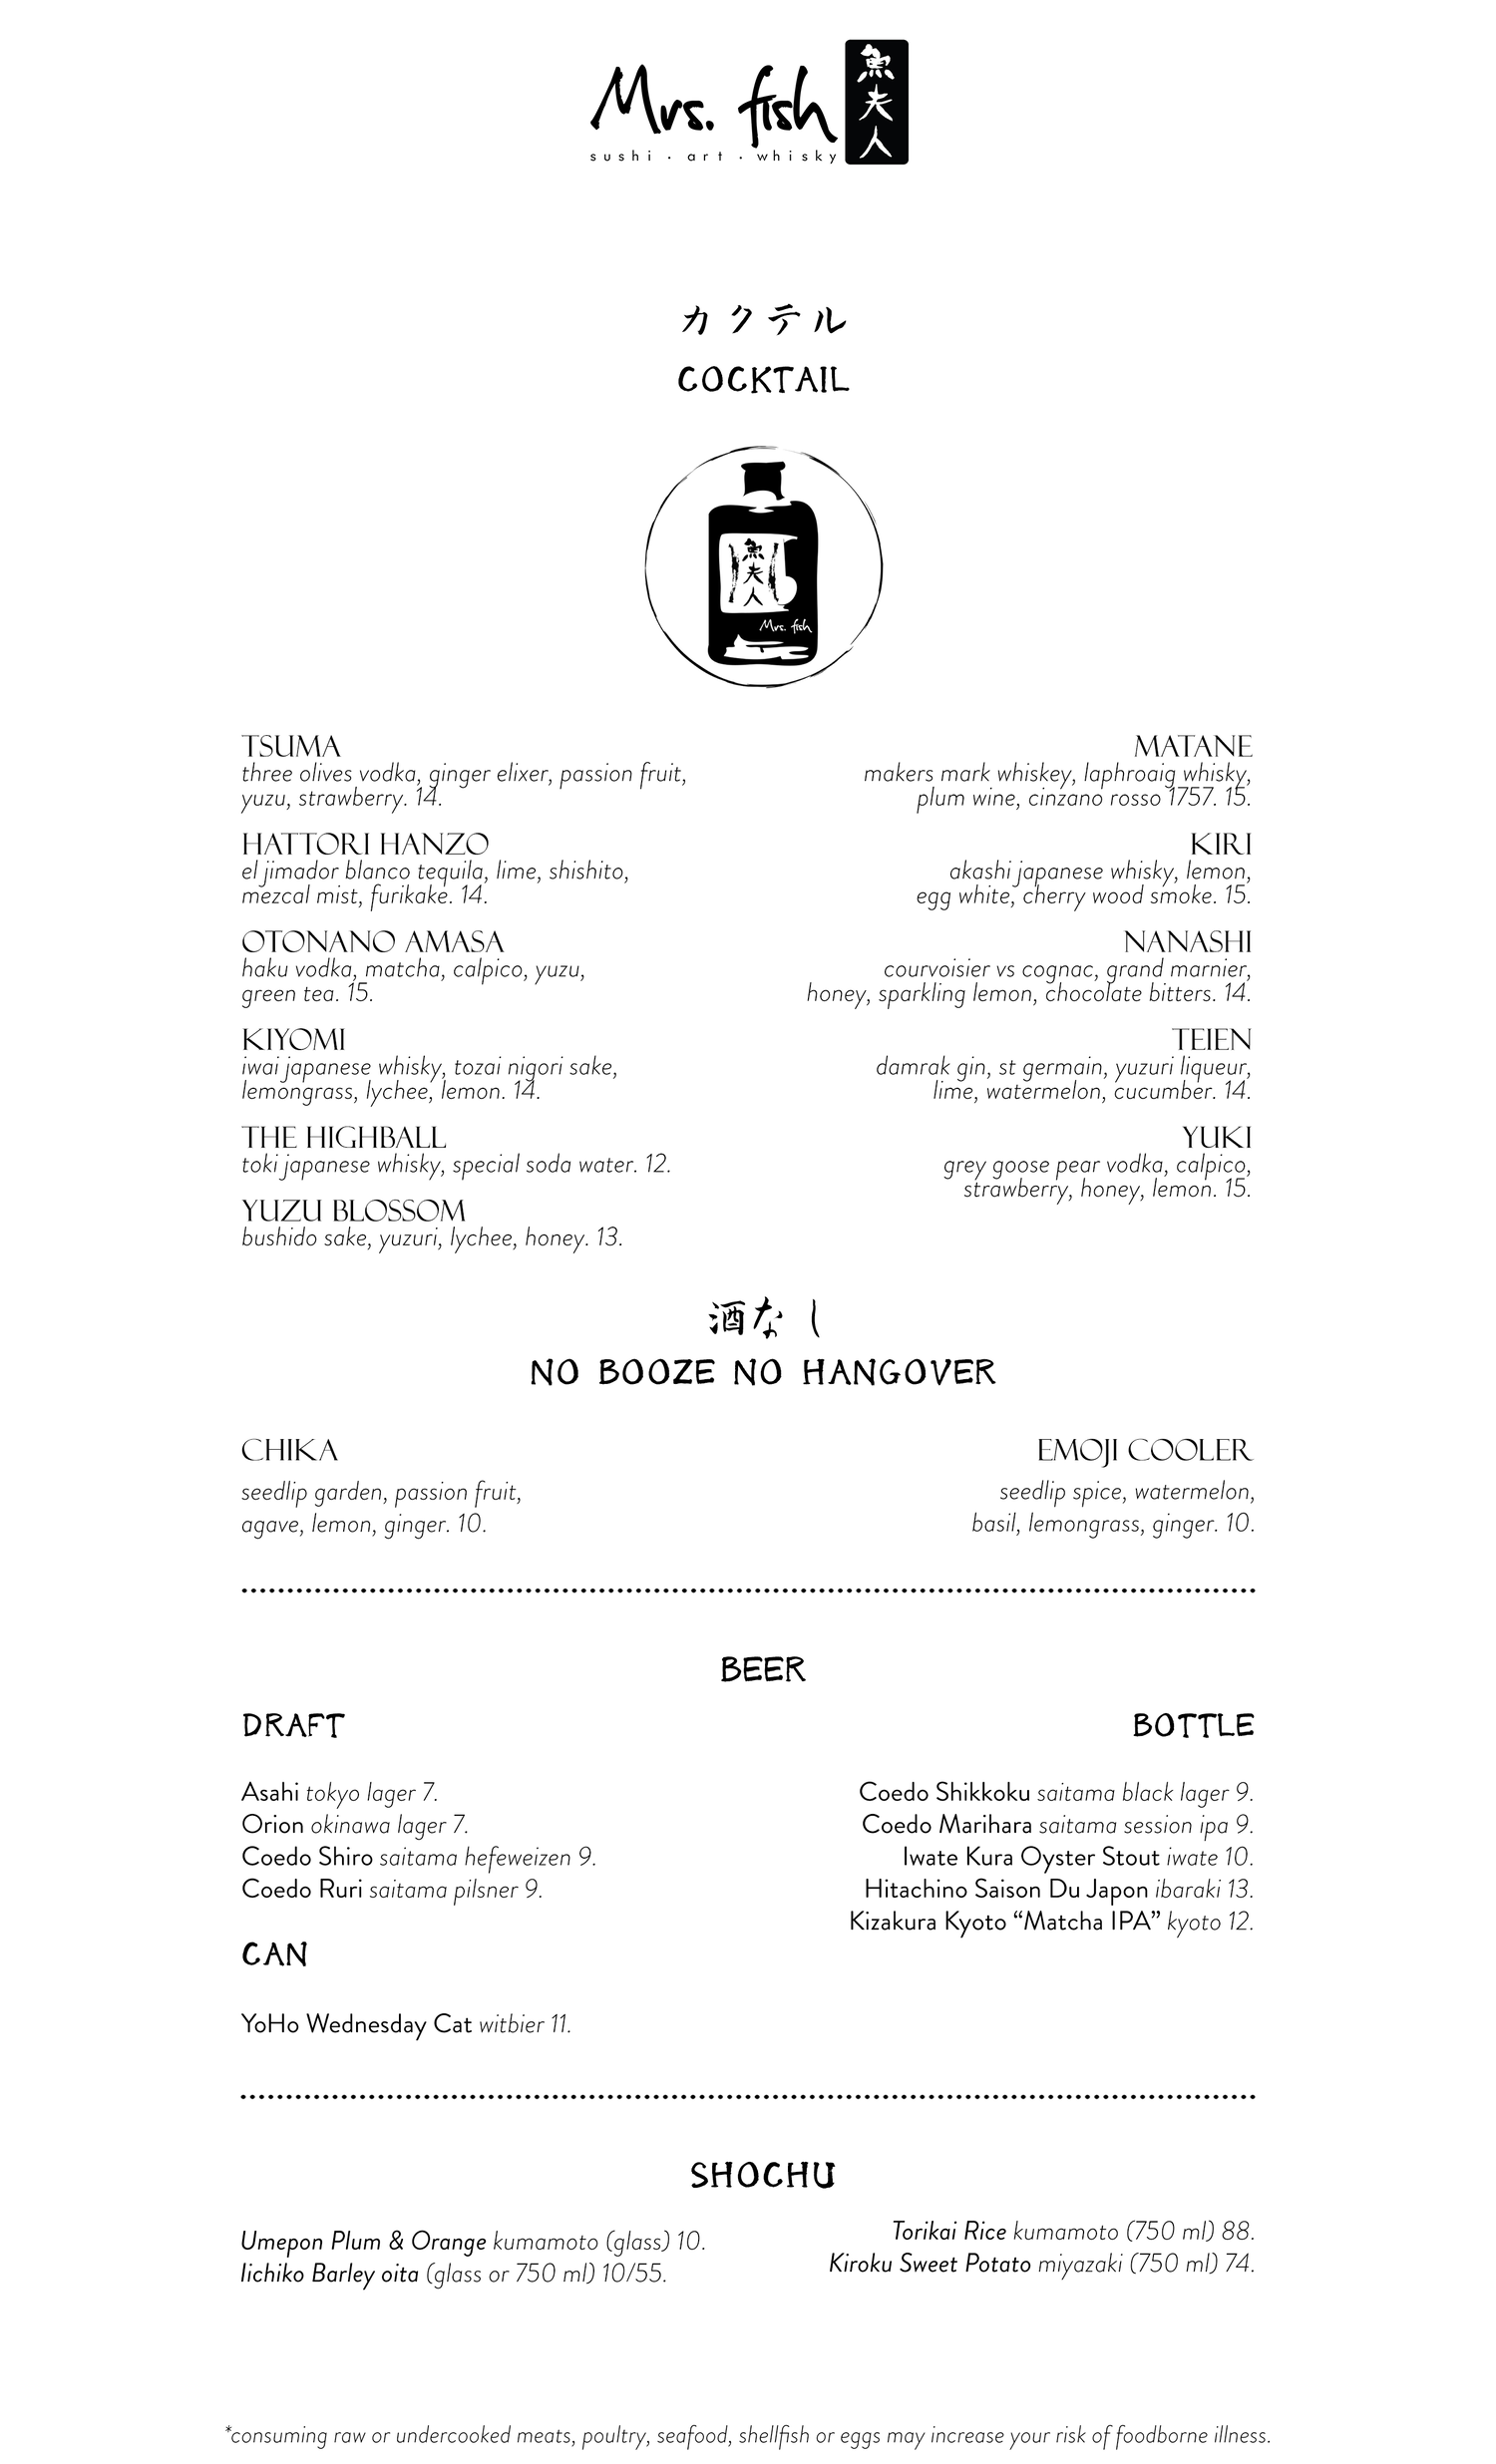 Mrs. fish
魚夫人
sushi · art · whisky
カクテル
COCKTAIL
魚夫人
Mrs. fish
TSUMA
three olives vodka, ginger elixer, passion fruit,
yuzu, strawberry. 14.
HATTORI HANZO
el jimador blanco tequila, lime, shishito,
mezcal mist, furikake. 14.
OTONANO AMASA
haku vodka, matcha, calpico, yuzu,
green tea. 15.
KIYOMI
iwai japanese whisky, tozai nigori sake,
lemongrass, lychee, lemon. 14.
THE HIGHBALL
toki japanese whisky, special soda water. 12.
YUZU BLOSSOM
bushido sake, yuzuri, lychee, honey. 13.
MATANE
makers mark whiskey, laphroaig whisky,
plum wine, cinzano rosso 1757. 15.
KIRI
akashi japanese whisky, lemon,
egg white, cherry wood smoke. 15.
NANASHI
courvoisier vs cognac, grand marnier,
honey, sparkling lemon, chocolate bitters. 14.
TEIEN
damrak gin, st germain, yuzuri liqueur,
lime, watermelon, cucumber. 14.
YUKI
grey goose pear vodka, calpico,
strawberry, honey, lemon. 15.
酒なし
NO BOOZE NO HANGOVER
CHIKA
seedlip garden, passion fruit,
agave, lemon, ginger. 10.
EMOJI COOLER
seedlip spice, watermelon,
basil, lemongrass, ginger. 10.
BEER
DRAFT
Asahi tokyo lager 7.
Orion okinawa lager 7.
Coedo Shiro saitama hefeweizen 9.
Coedo Ruri saitama pilsner 9.
CAN
YoHo Wednesday Cat witbier 11.
BOTTLE
Coedo Shikkoku saitama black lager 9.
Coedo Marihara saitama session ipa 9.
Iwate Kura Oyster Stout iwate 10.
Hitachino Saison Du Japon ibaraki 13.
Kizakura Kyoto “Matcha IPA” kyoto 12.
SHOCHU
Umepon Plum & Orange kumamoto (glass) 10.
Iichiko Barley oita (glass or 750 ml) 10/55.
Torikai Rice kumamoto (750 ml) 88.
Kiroku Sweet Potato miyazaki (750 ml) 74.
*consuming raw or undercooked meats, poultry, seafood, shellfish or eggs may increase your risk of foodborne illness.